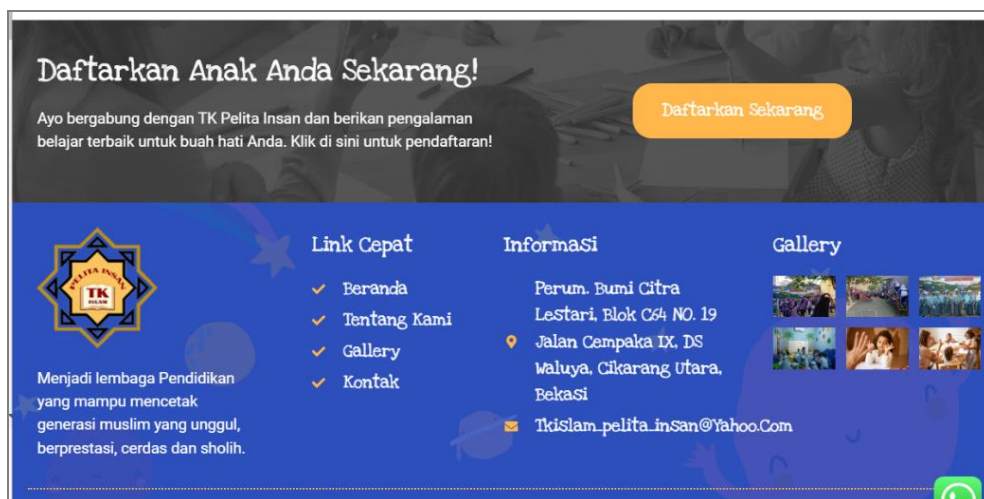 Daftarkan Anak Anda Sekarang!
Ayo bergabung dengan TK Pelita Insan dan berikan pengalaman
belajar terbaik untuk buah hati Anda. Klik di sini untuk pendaftaran!
Daftarkan Sekarang
PELITA INSAN
TK
ISLAM
Menjadi lembaga Pendidikan
yang mampu mencetak
generasi muslim yang unggul,
berprestasi, cerdas dan sholih.
Link Cepat
Beranda
Tentang Kami
Gallery
Kontak
Informasi
Perum. Bumi Citra
Lestari, Blok C64 NO. 19
Jalan Cempaka IX, DS
Waluya, Cikarang Utara,
Bekasi
Tkislam_pelita_insan@Yahoo.Com
Gallery